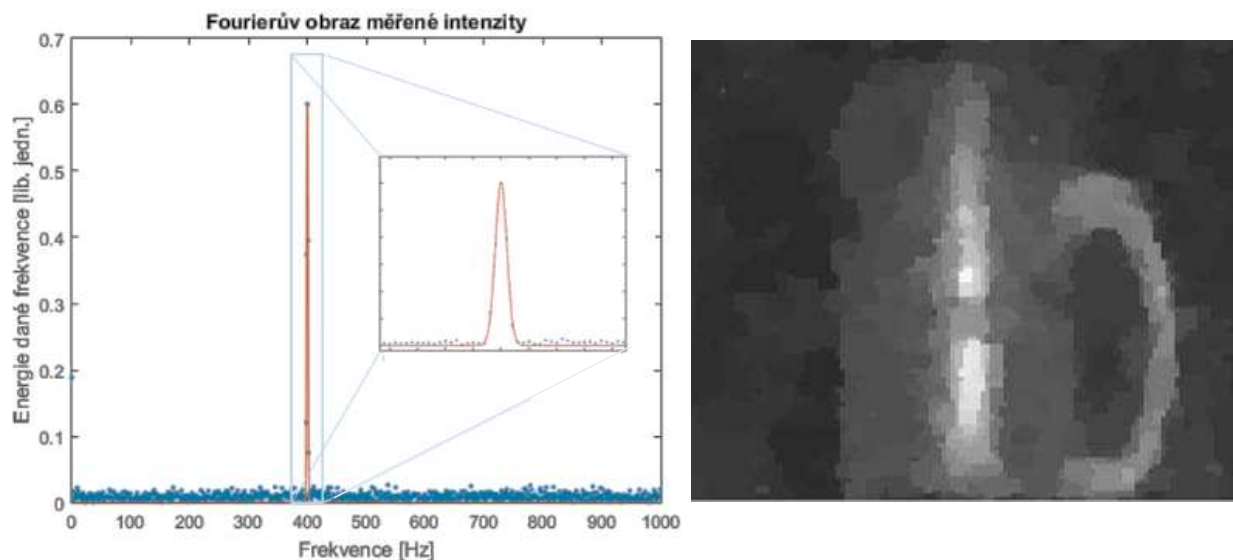 Fourierův obraz měřené intenzity
Energie dané frekvence [lib. jedn.]
0.7
0.6
0.5
0.4
0.3
0.2
0.1
0
0 100 200 300 400 500 600 700 800 900 1000
Frekvence [Hz]